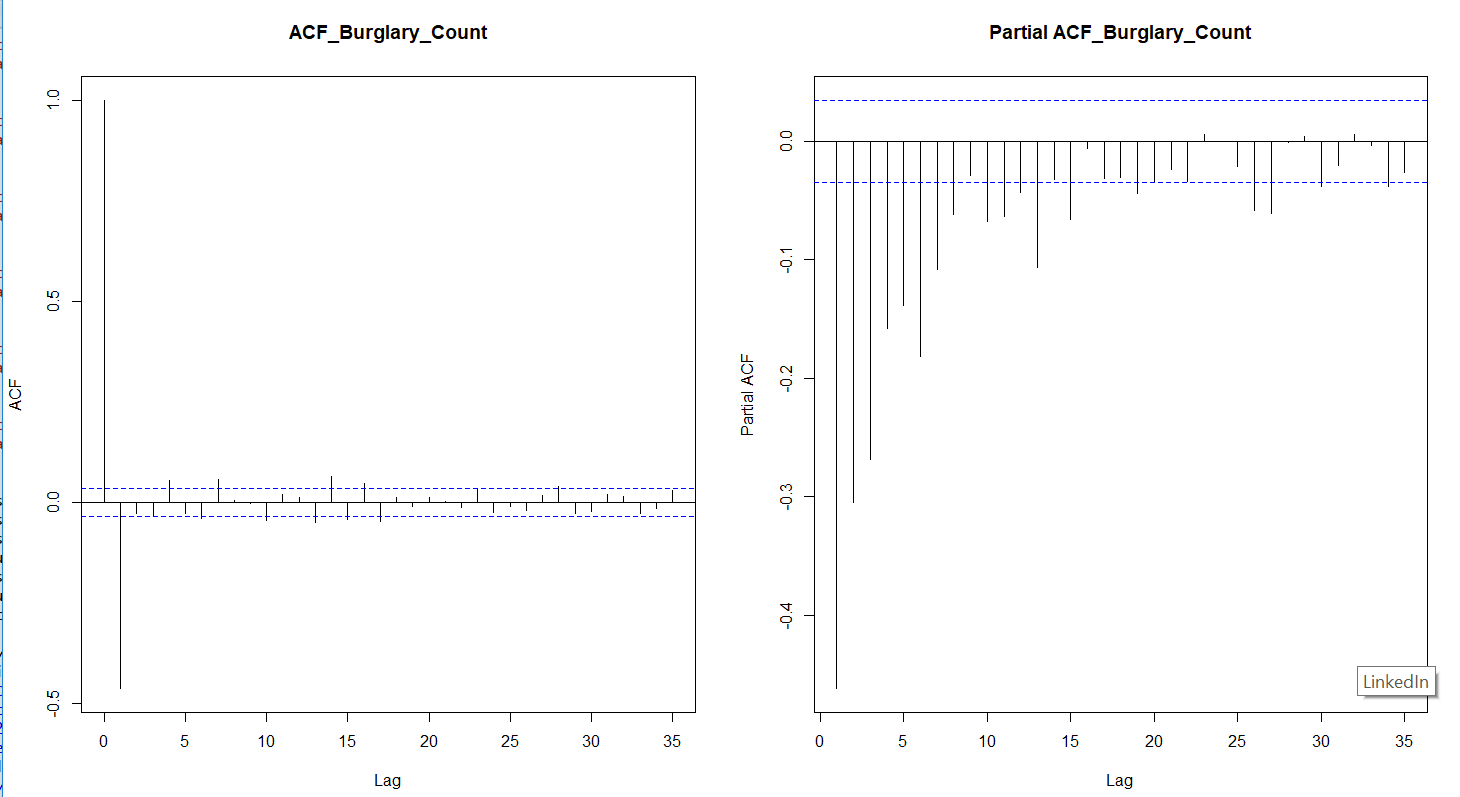 ACF_Burglary_Count
1.0
0.5
0.0
-0.5
ACF
0 5 10 15 20 25 30 35
Lag
Partial ACF_Burglary_Count
0.0
-0.1
-0.2
-0.3
-0.4
Partial ACF
0 5 10 15 20 25 30 35
Lag
LinkedIn